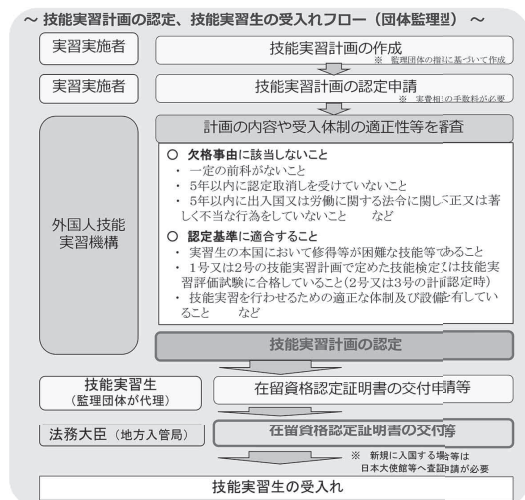 ～ 技能実習計画の認定、技能実習生の受入れフロー（団体監理型） ～
実習実施者
技能実習計画の作成
※ 監理団体の指導に基づいて作成
実習実施者
技能実習計画の認定申請
※ 実費相当の手数料が必要
外国人技能
実習機構
計画の内容や受入体制の適正性等を審査
○ 欠格事由に該当しないこと
・ 一定の前科がないこと
・ 5年以内に認定取消しを受けていないこと
・ 5年以内に出入国又は労働に関する法令に関し不正又は著
しく不当な行為をしていないこと など
○ 認定基準に適合すること
・ 実習生の本国において修得等が困難な技能等であること
・ 1号又は2号の技能実習計画で定めた技能検定又は技能実
習評価試験に合格していること(2号又は3号の計画認定時)
・ 技能実習を行わせるための適正な体制及び設備を有してい
ること など
技能実習計画の認定
技能実習生
（監理団体が代理）
在留資格認定証明書の交付申請等
法務大臣（地方入管局）
在留資格認定証明書の交付等
※ 新規に入国する場合等は
日本大使館等へ査証申請が必要
技能実習生の受入れ